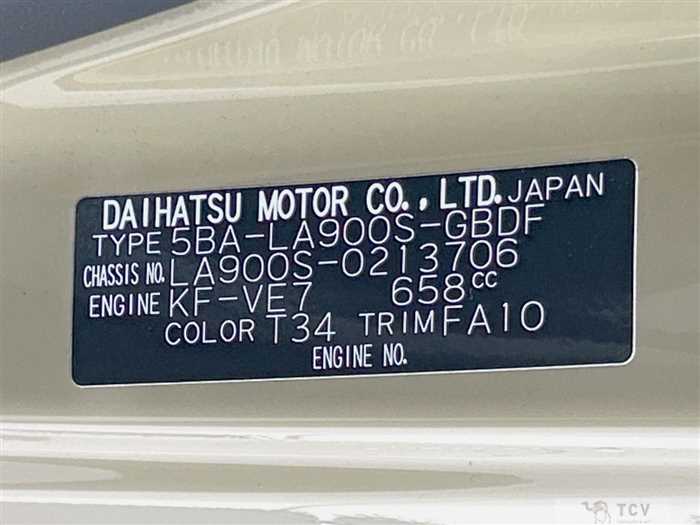 DAIHATSU MOTOR CO., LTD. JAPAN
TYPE 5BA-LA900S-GBDF
CHASSIS NO. LA900S-0213706
ENGINE KF-VE7 658cc
COLOR T34 TRIM FA10
ENGINE NO.
TCV